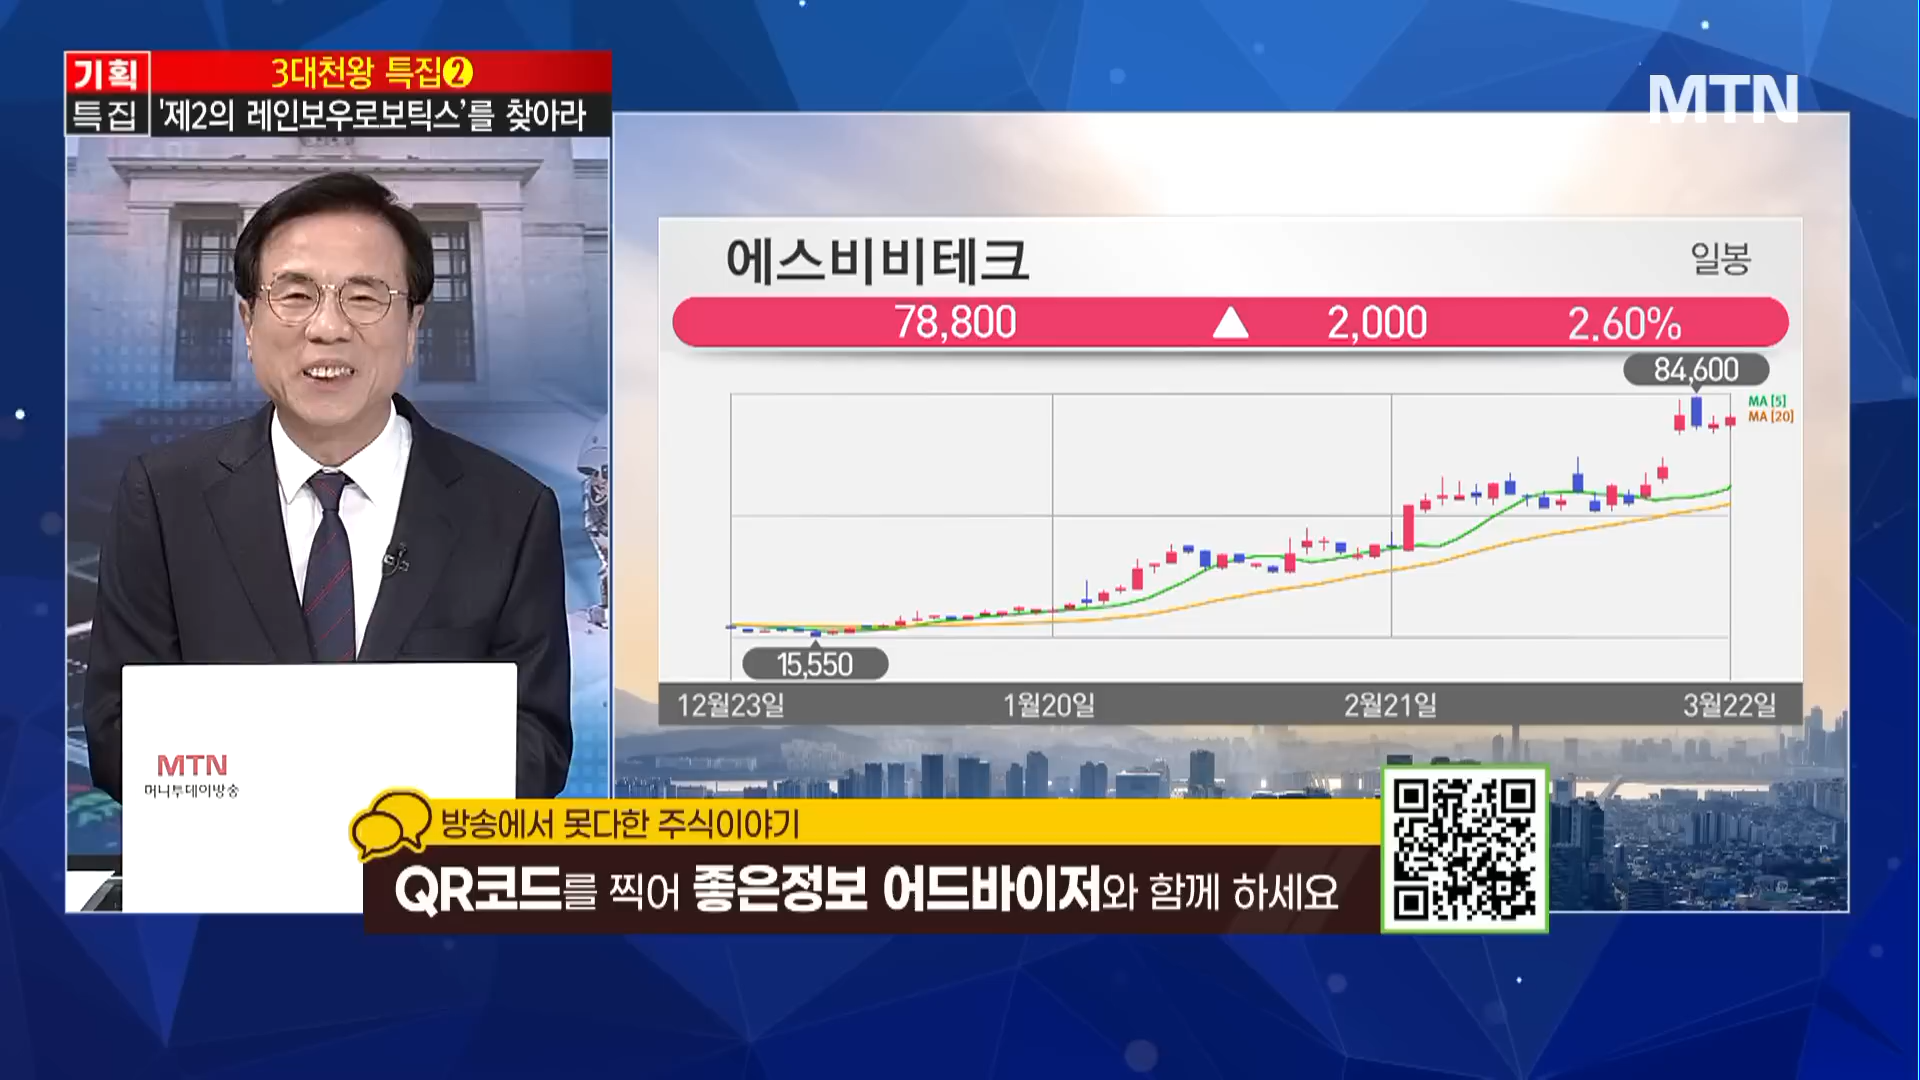 기획
특집
3대천왕 특집❷
'제2의 레인보우로보틱스'를 찾아라
MTN
에스비비테크
일봉
78,800 ▲ 2,000 2.60%
84,600
MA [5]
MA [20]
15,550
12월23일 1월20일 2월21일 3월22일
MTN
머니투데이방송
방송에서 못다한 주식이야기
QR코드를 찍어 좋은정보 어드바이저와 함께 하세요